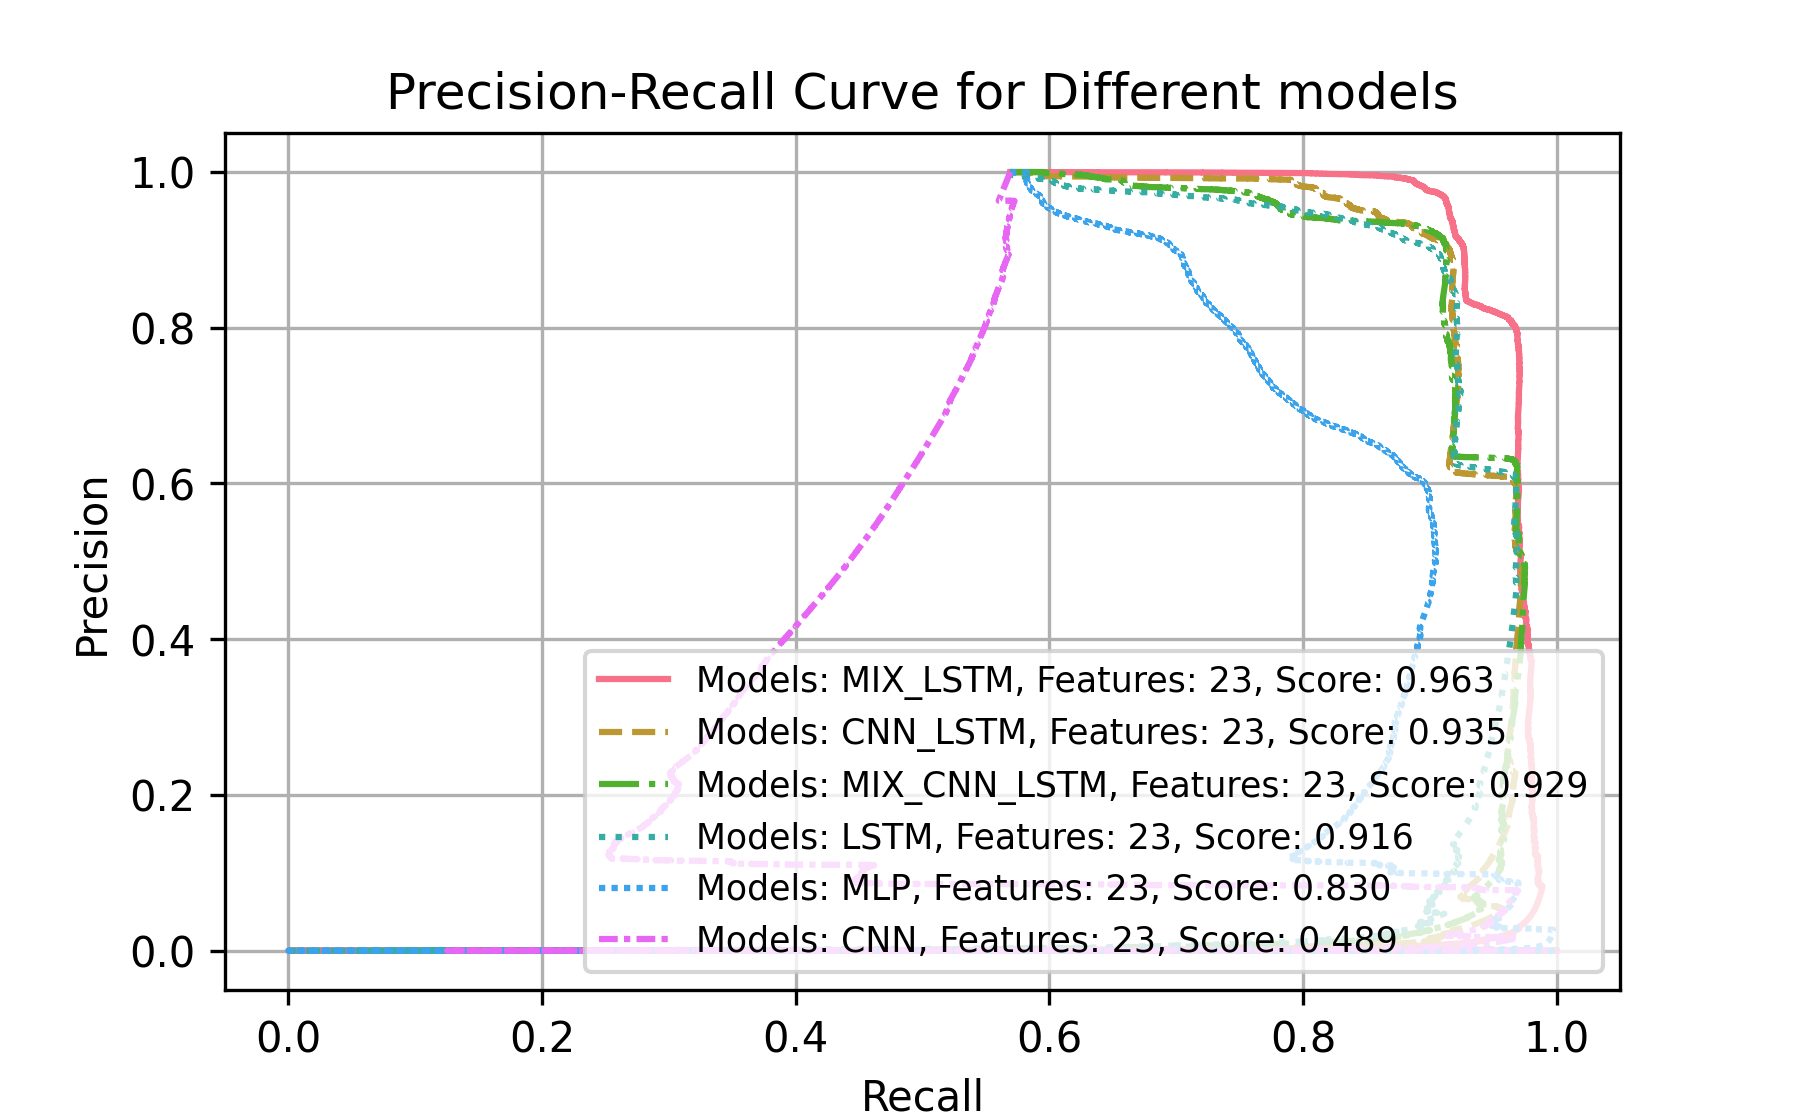 Precision-Recall Curve for Different models
1.0
0.8
0.6
0.4
0.2
0.0
Precision
Models: MIX_LSTM, Features: 23, Score: 0.963
Models: CNN_LSTM, Features: 23, Score: 0.935
Models: MIX_CNN_LSTM, Features: 23, Score: 0.929
Models: LSTM, Features: 23, Score: 0.916
Models: MLP, Features: 23, Score: 0.830
Models: CNN, Features: 23, Score: 0.489
0.0 0.2 0.4 0.6 0.8 1.0
Recall